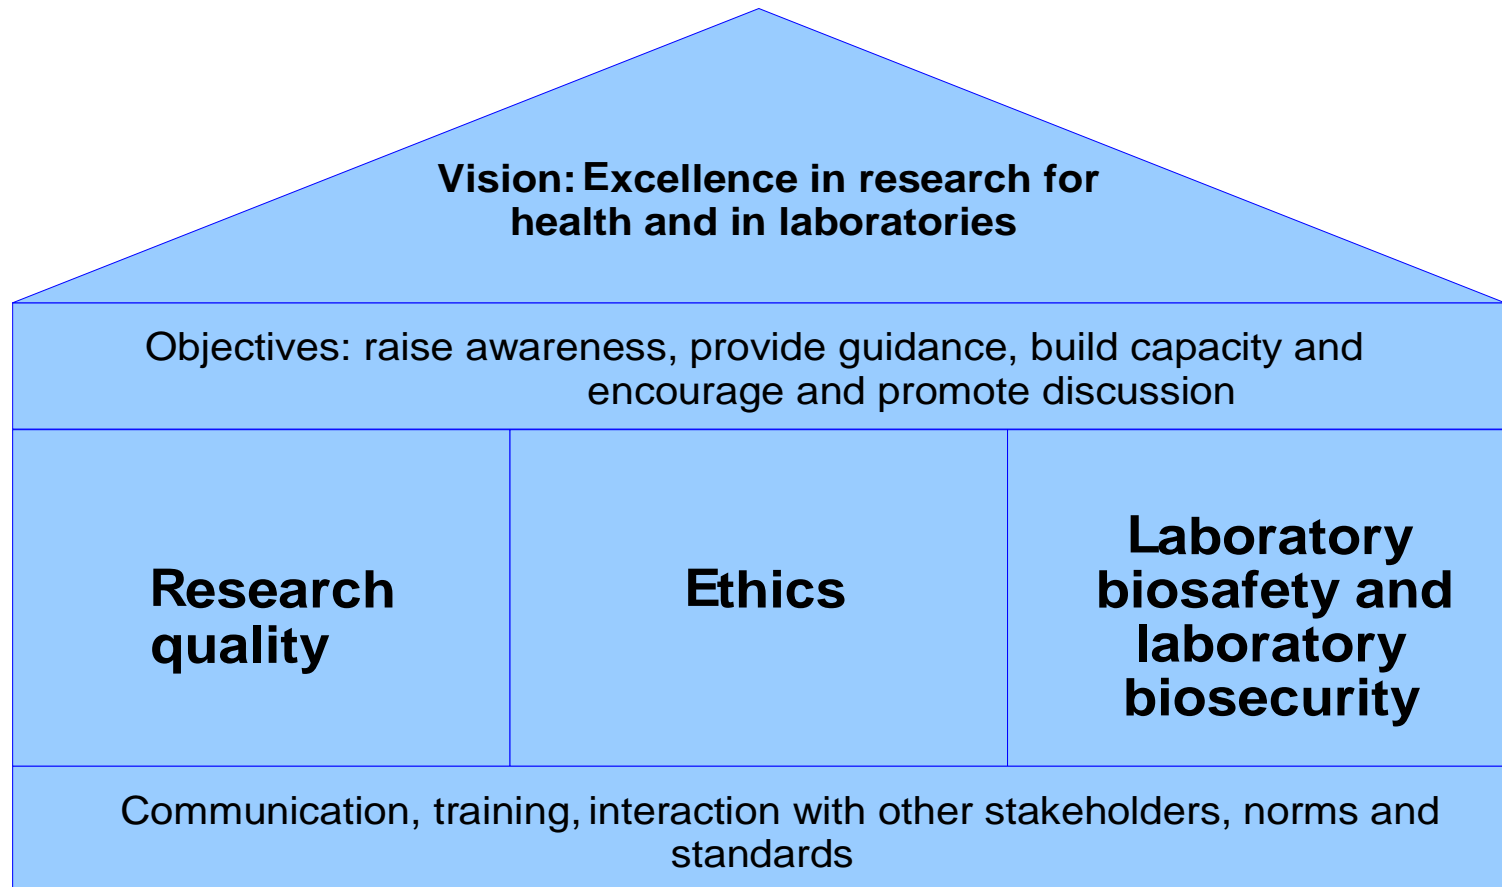 Vision: Excellence in research for
health and in laboratories
Objectives: raise awareness, provide guidance, build capacity and
encourage and promote discussion
Research
quality
Ethics
Laboratory
biosafety and
laboratory
biosecurity
Communication, training, interaction with other stakeholders, norms and
standards